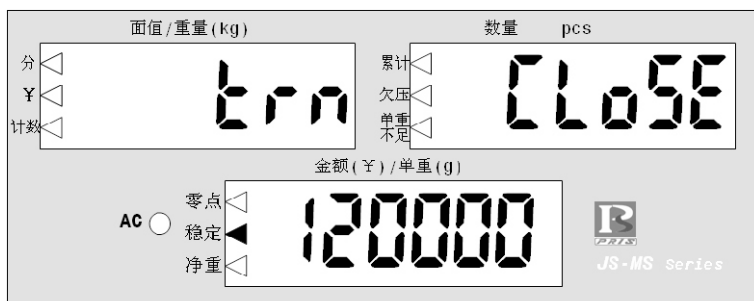 面值/重量(kg)
数量 pcs
分
¥
计数
trn
累计
欠压
单重
不足
CLoSE
金额(¥)/单重(g)
AC
零点
稳定
净重
120000
PRIS
JS-MS Series